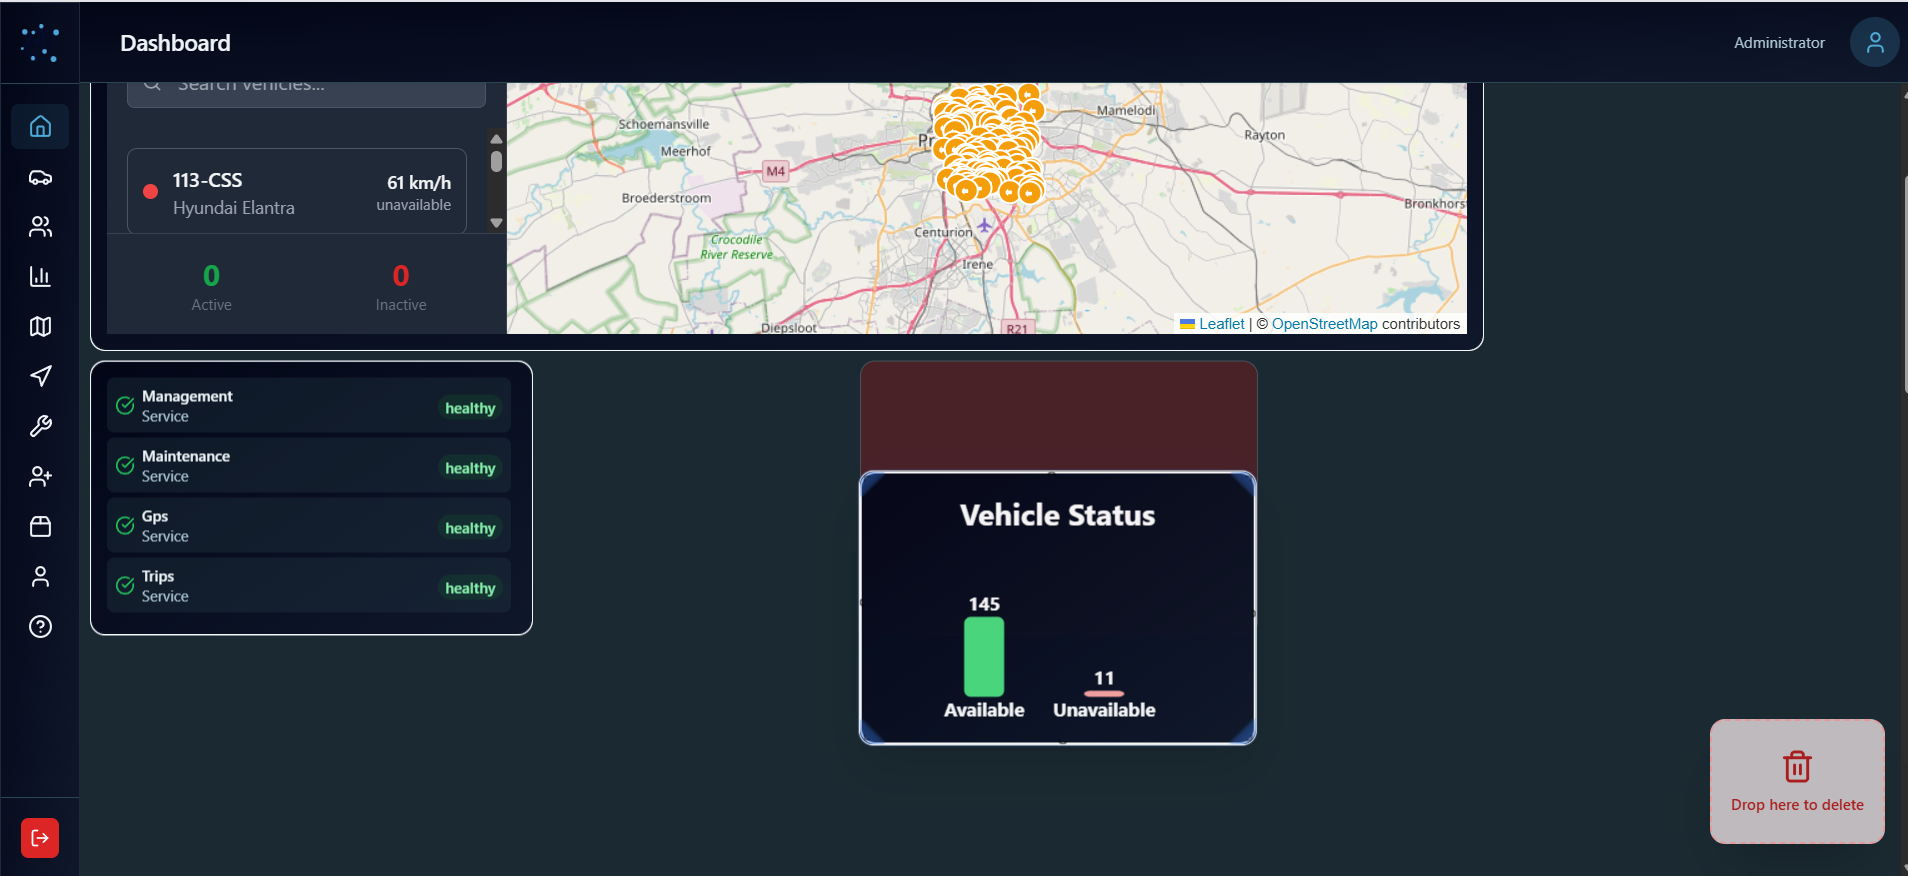 Dashboard
Administrator
Search vehicles...
113-CSS
61 km/h
Hyundai Elantra
unavailable
0
0
Active
Inactive
Schoemansville
Meerhof
M4
Broederstroom
Crocodile
River Reserve
Diepsloot
Pr
Mamelodi
Rayton
Bronkhorst
Centurion
Irene
R21
Leaflet | © OpenStreetMap contributors
Management
Service
healthy
Maintenance
Service
healthy
Gps
Service
healthy
Trips
Service
healthy
Vehicle Status
145
11
Available
Unavailable
Drop here to delete